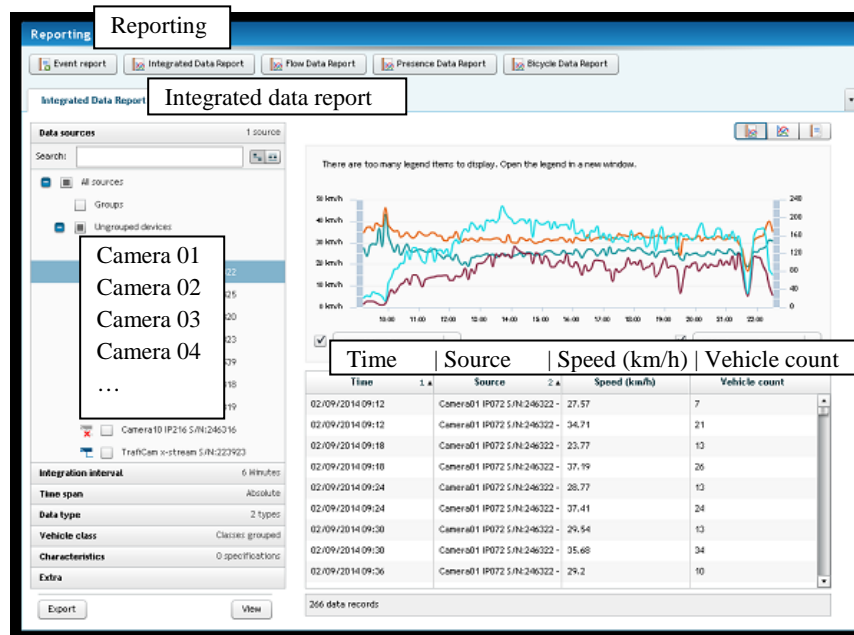 Reporting
Reporting
Event report
Integrated Data Report
Flow Data Report
Presence Data Report
Bicycle Data Report
Integrated Data Report
Integrated data report
Data sources 1 source
Search:
All sources
Groups
Ungrouped devices
Camera 01
Camera 02
Camera 03
Camera 04
…
22
25
20
23
39
18
19
Camera10 IP216 S/N:246316
TrafiCam x-stream S/N:223923
Integration interval 6 Minutes
Time span Absolute
Data type 2 types
Vehicle class Classes grouped
Characteristics 0 specifications
Extra
Export View
There are too many legend items to display. Open the legend in a new window.
50 km/h 240
40 km/h 200
30 km/h 160
20 km/h 120
10 km/h 80
0 km/h 40
0
10:00 11:00 12:00 13:00 14:00 15:00 16:00 17:00 18:00 19:00 20:00 21:00 22:00
Time | Source | Speed (km/h) | Vehicle count
Time 1 Source 2 Speed (km/h) Vehicle count
02/09/2014 09:12 Camera01 IP072 S/N:246322 - 27.57 7
02/09/2014 09:12 Camera01 IP072 S/N:246322 - 34.71 21
02/09/2014 09:18 Camera01 IP072 S/N:246322 - 23.77 13
02/09/2014 09:18 Camera01 IP072 S/N:246322 - 37.19 26
02/09/2014 09:24 Camera01 IP072 S/N:246322 - 28.77 13
02/09/2014 09:24 Camera01 IP072 S/N:246322 - 37.41 24
02/09/2014 09:30 Camera01 IP072 S/N:246322 - 29.54 13
02/09/2014 09:30 Camera01 IP072 S/N:246322 - 35.68 34
02/09/2014 09:36 Camera01 IP072 S/N:246322 - 29.2 10
266 data records